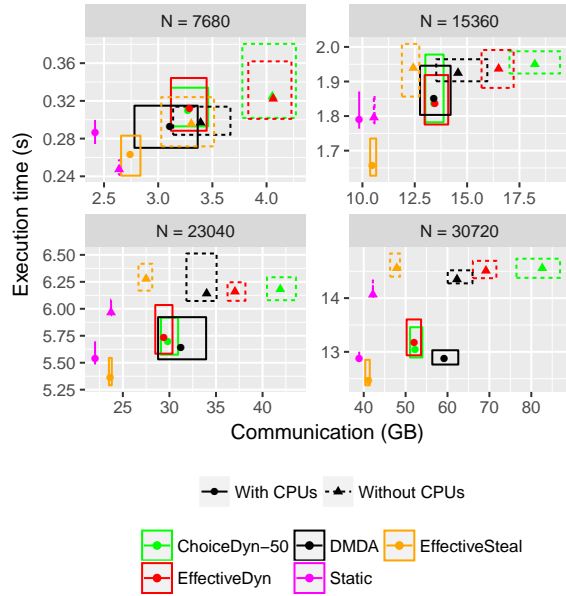 N = 7680
N = 15360
0.36
0.32
0.28
0.24
2.0
1.9
1.8
1.7
2.5
3.0
3.5
4.0
10.0
12.5
15.0
17.5
N = 23040
N = 30720
6.50
6.25
6.00
5.75
5.50
5.25
14
13
25
30
35
40
40
50
60
70
80
Execution time (s)
Communication (GB)
With CPUs
Without CPUs
ChoiceDyn-50
DMDA
EffectiveSteal
EffectiveDyn
Static